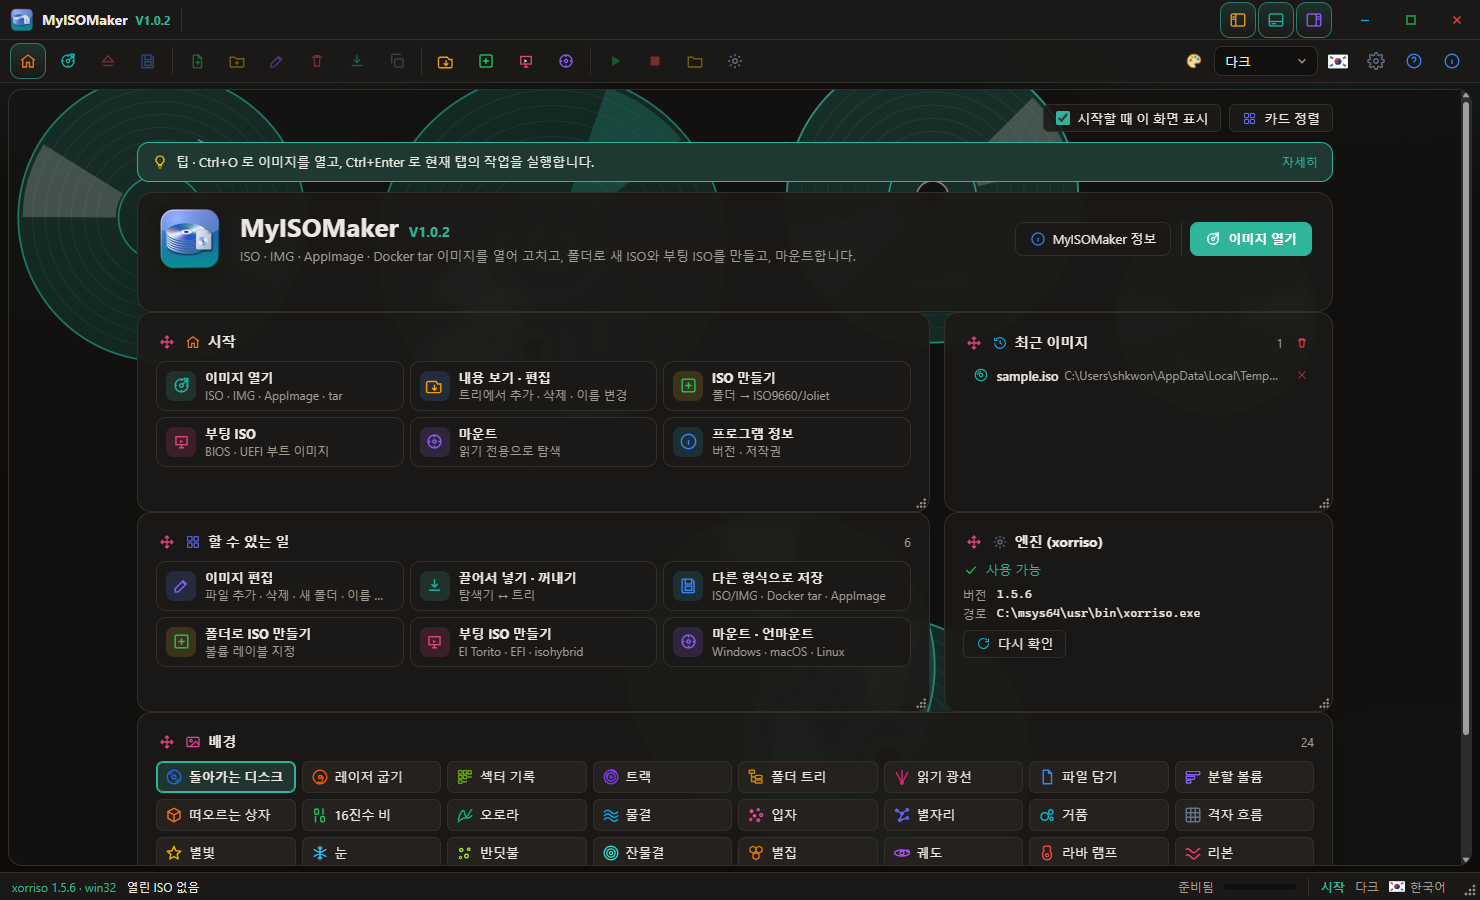 MyISOMaker V1.0.2
다크
시작할 때 이 화면 표시
카드 정렬
팁 · Ctrl+O 로 이미지를 열고, Ctrl+Enter 로 현재 탭의 작업을 실행합니다.
자세히
MyISOMaker V1.0.2
ISO · IMG · AppImage · Docker tar 이미지를 열어 고치고, 폴더로 새 ISO와 부팅 ISO를 만들고, 마운트합니다.
MyISOMaker 정보
이미지 열기
시작
이미지 열기
ISO · IMG · AppImage · tar
내용 보기 · 편집
트리에서 추가 · 삭제 · 이름 변경
ISO 만들기
폴더 → ISO9660/Joliet
부팅 ISO
BIOS · UEFI 부트 이미지
마운트
읽기 전용으로 탐색
프로그램 정보
버전 · 저작권
최근 이미지
1
sample.iso C:\Users\shkwon\AppData\Local\Temp...
할 수 있는 일
6
이미지 편집
파일 추가 · 삭제 · 새 폴더 · 이름 ...
끌어서 넣기 · 꺼내기
탐색기 ↔ 트리
다른 형식으로 저장
ISO/IMG · Docker tar · AppImage
폴더로 ISO 만들기
볼륨 레이블 지정
부팅 ISO 만들기
El Torito · EFI · isohybrid
마운트 · 언마운트
Windows · macOS · Linux
엔진 (xorriso)
사용 가능
버전 1.5.6
경로 C:\msys64\usr\bin\xorriso.exe
다시 확인
배경
24
돌아가는 디스크
레이저 굽기
섹터 기록
트랙
폴더 트리
읽기 광선
파일 담기
분할 볼륨
떠오르는 상자
16진수 비
오로라
물결
입자
별자리
거품
격자 흐름
별빛
눈
반딧불
잔물결
벌집
궤도
라바 램프
리본
xorriso 1.5.6 · win32 열린 ISO 없음
준비됨
시작 다크 한국어